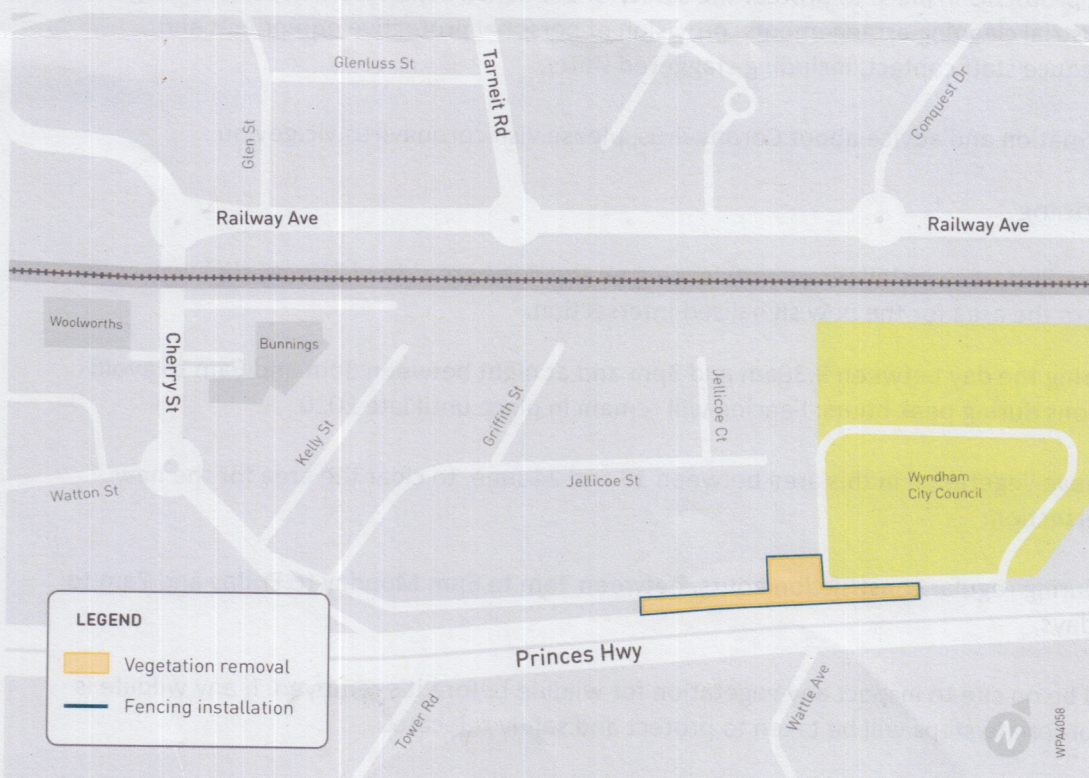 Glenluss St
Tarneit Rd
Conquest Dr
Glen St
Railway Ave
Railway Ave
Woolworths
Bunnings
Cherry St
Kelly St
Griffith St
Jellicoe Ct
Watton St
Jellicoe St
Wyndham
City Council
LEGEND
Vegetation removal
Fencing installation
Princes Hwy
Tower Rd
Wattle Ave
N
WPA4058